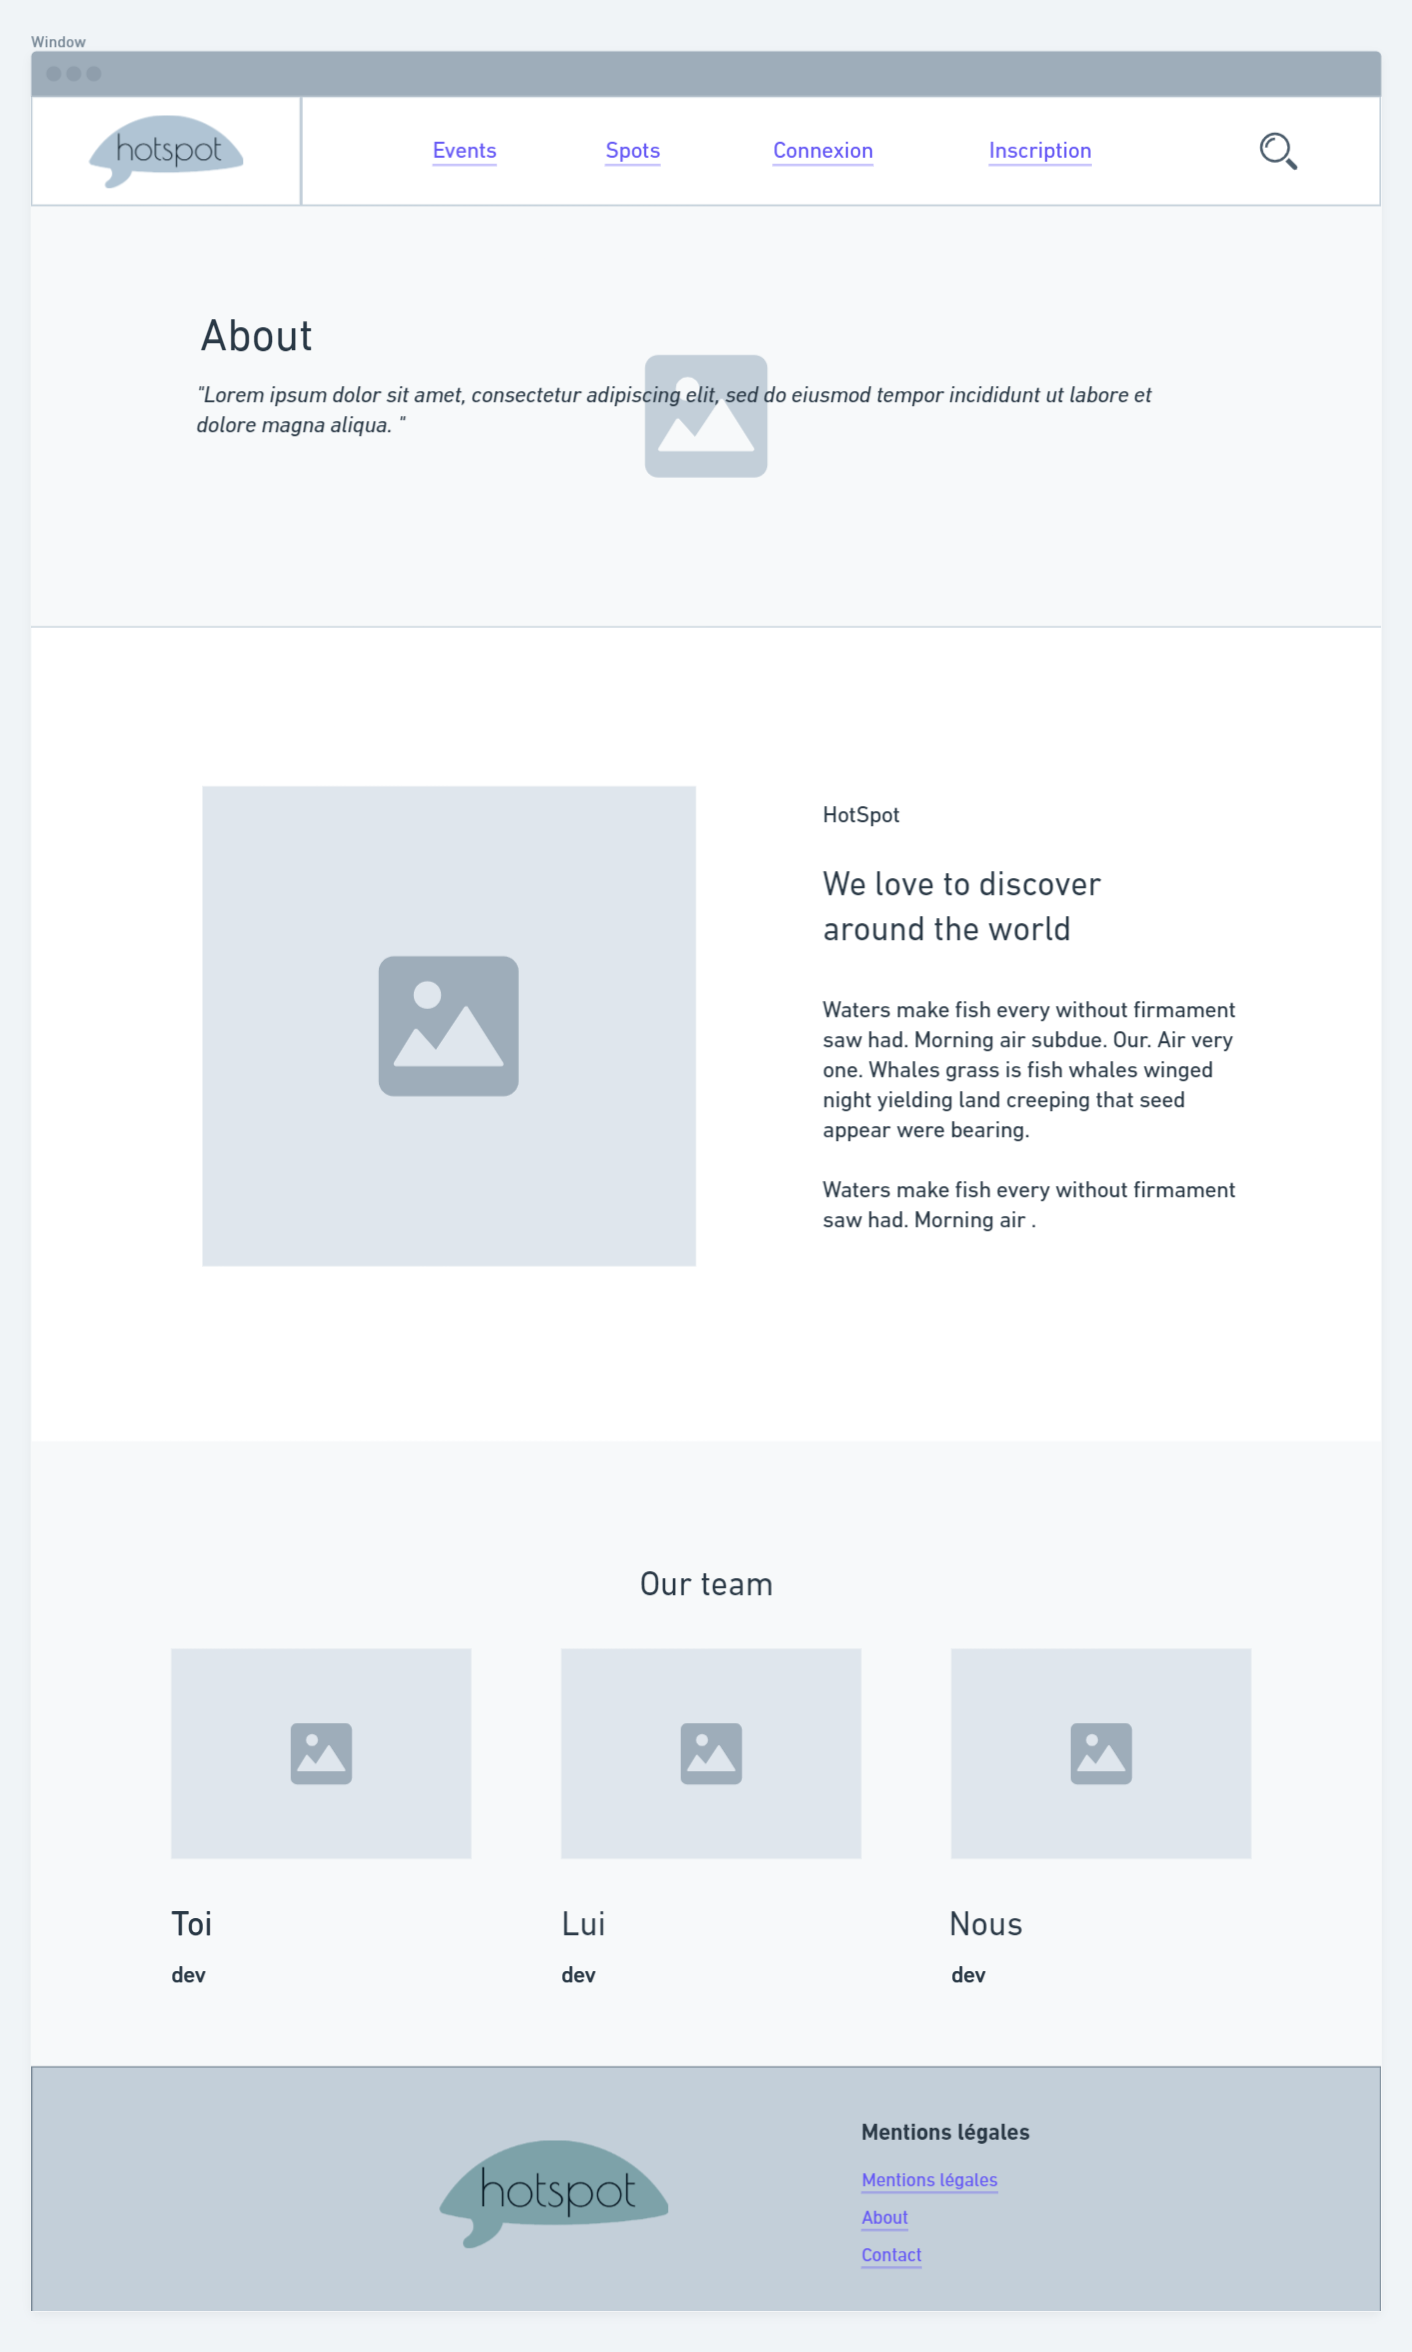 Window
hotspot
Events
Spots
Connexion
Inscription
About
"Lorem ipsum dolor sit amet, consectetur adipiscing elit, sed do eiusmod tempor incididunt ut labore et
dolore magna aliqua. "
HotSpot
We love to discover
around the world
Waters make fish every without firmament
saw had. Morning air subdue. Our. Air very
one. Whales grass is fish whales winged
night yielding land creeping that seed
appear were bearing.
Waters make fish every without firmament
saw had. Morning air .
Our team
Toi
dev
Lui
dev
Nous
dev
hotspot
Mentions légales
Mentions légales
About
Contact